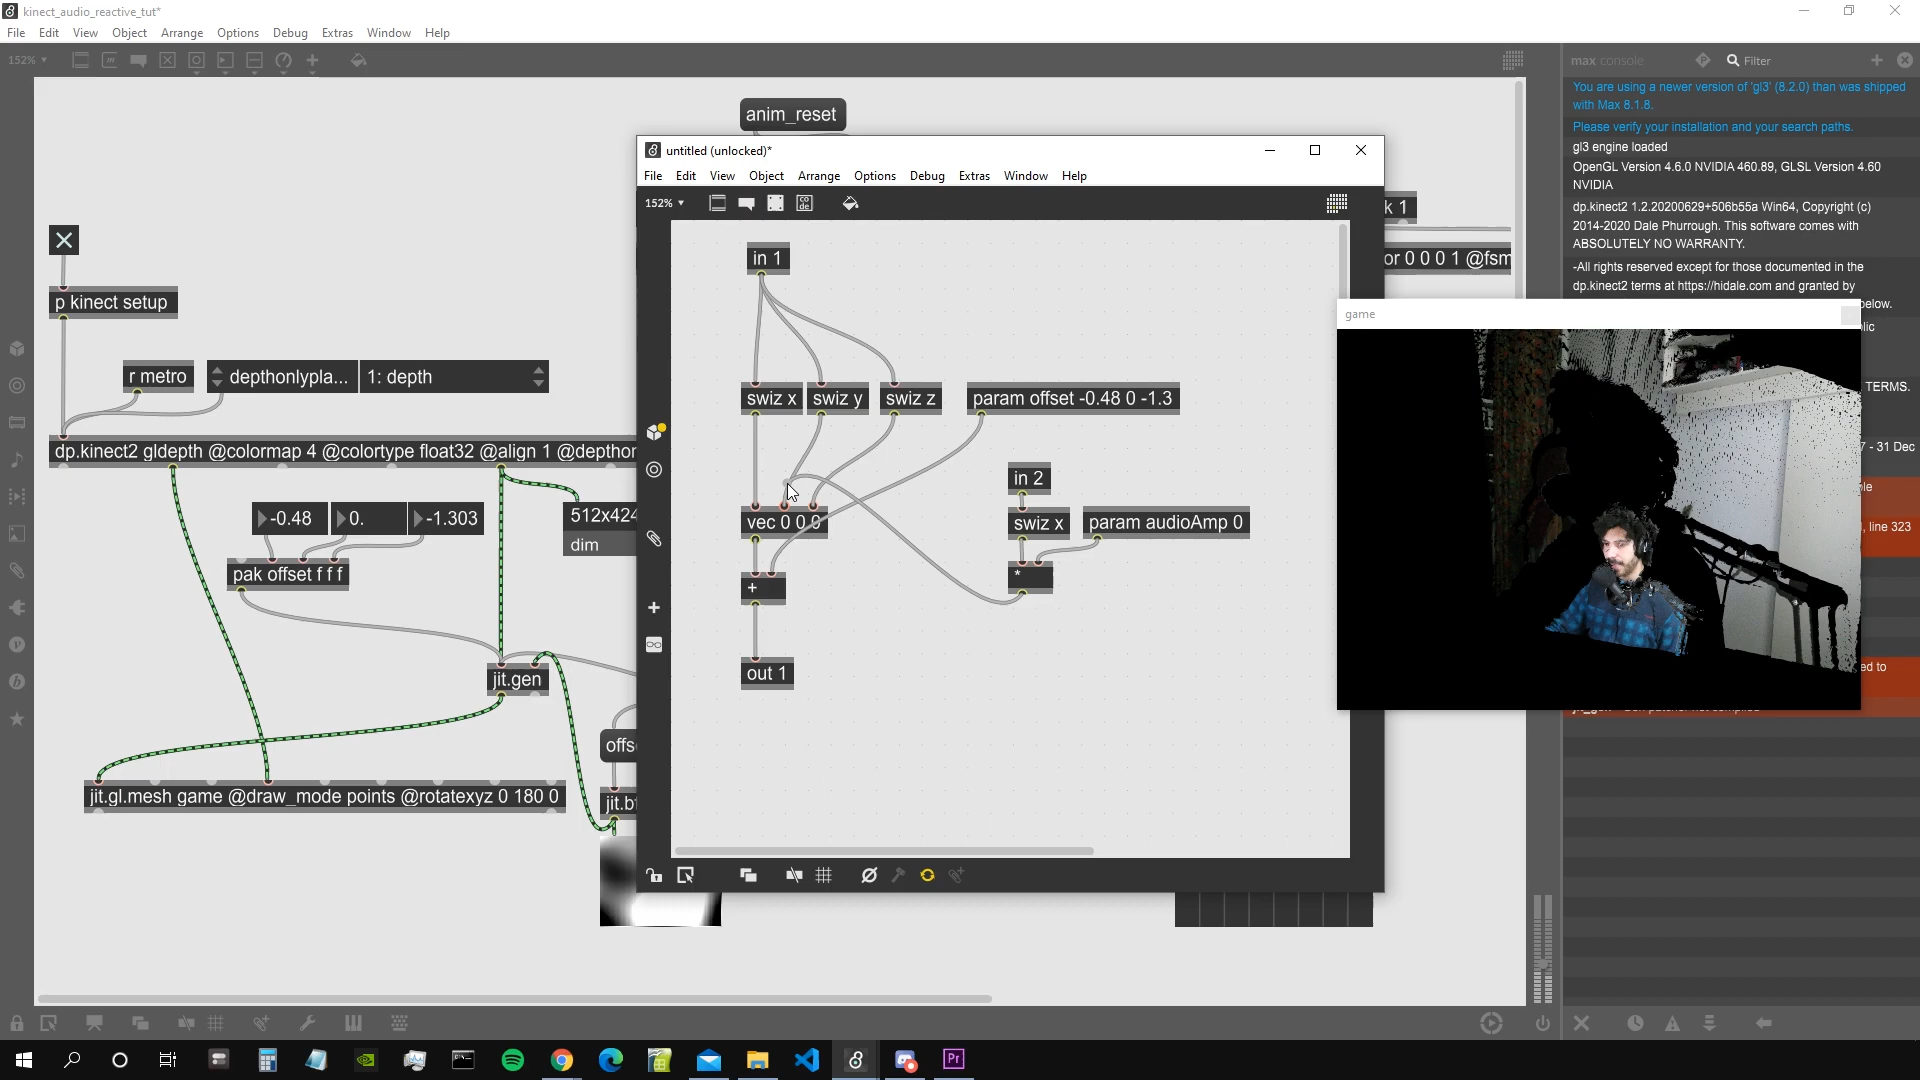 kinect_audio_reactive_tut*
File Edit View Object Arrange Options Debug Extras Window Help
152%
max console
Filter
You are using a newer version of 'gl3' (8.2.0) than was shipped
with Max 8.1.8.
Please verify your installation and your search paths.
gl3 engine loaded
OpenGL Version 4.6.0 NVIDIA 460.89, GLSL Version 4.60
NVIDIA
dp.kinect2 1.2.20200629+506b55a Win64, Copyright (c)
2014-2020 Dale Phurrough. This software comes with
ABSOLUTELY NO WARRANTY.
-All rights reserved except for those documented in the
dp.kinect2 terms at https://hidale.com and granted by
below.
TERMS.
7 - 31 Dec
, line 323
ed to
anim_reset
k 1
or 0 0 0 1 @fsm
p kinect setup
r metro
depthonlypla...
1: depth
dp.kinect2 gldepth @colormap 4 @colortype float32 @align 1 @depthor
-0.48
0.
-1.303
512x424
dim
pak offset f f f
jit.gen
offs
jit.gl.mesh game @draw_mode points @rotatexyz 0 180 0
jit.bf
untitled (unlocked)*
File Edit View Object Arrange Options Debug Extras Window Help
152%
code
in 1
swiz x
swiz y
swiz z
param offset -0.48 0 -1.3
in 2
vec 0 0 0
swiz x
param audioAmp 0
+
*
out 1
game
Pr